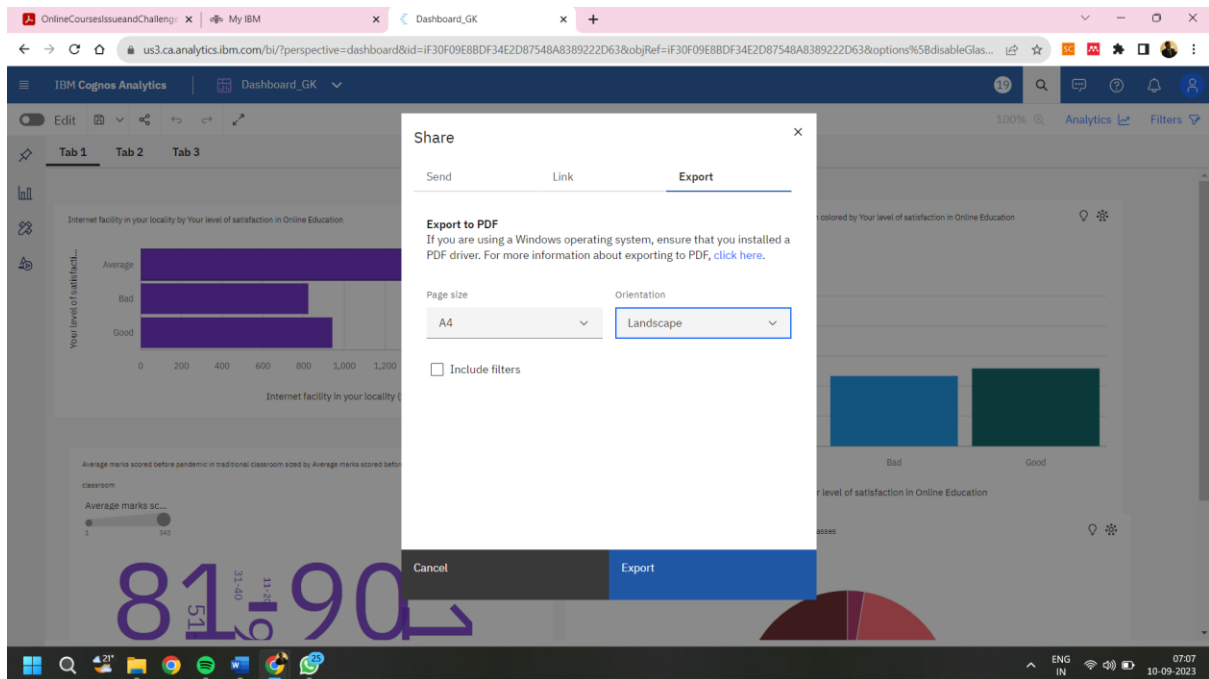 OnlineCoursesIssueandChalleng
My IBM
Dashboard_GK
us3.ca.analytics.ibm.com/bi/?perspective=dashboard&id=iF30F09E8BDF34E2D87548A8389222D63&objRef=iF30F09E8BDF34E2D87548A8389222D63&options%5BdisableGlas...
IBM Cognos Analytics
Dashboard_GK
19
Edit
100%
Analytics
Filters
Tab 1
Tab 2
Tab 3
Share
Send
Link
Export
Export to PDF
If you are using a Windows operating system, ensure that you installed a
PDF driver. For more information about exporting to PDF, click here.
Page size
Orientation
A4
Landscape
Include filters
Cancel
Export
Internet facility in your locality by Your level of satisfaction in Online Education
Your level of satisfacti...
Average
Bad
Good
0 200 400 600 800 1,000 1,200
Internet facility in your locality (
colored by Your level of satisfaction in Online Education
Bad
Good
r level of satisfaction in Online Education
Average marks scored before pandemic in traditional classroom sized by Average marks scored befor
classroom
Average marks sc...
1
343
81-90
31-40
11-20
51
asses
SC
21°
25
ENG
IN
07:07
10-09-2023